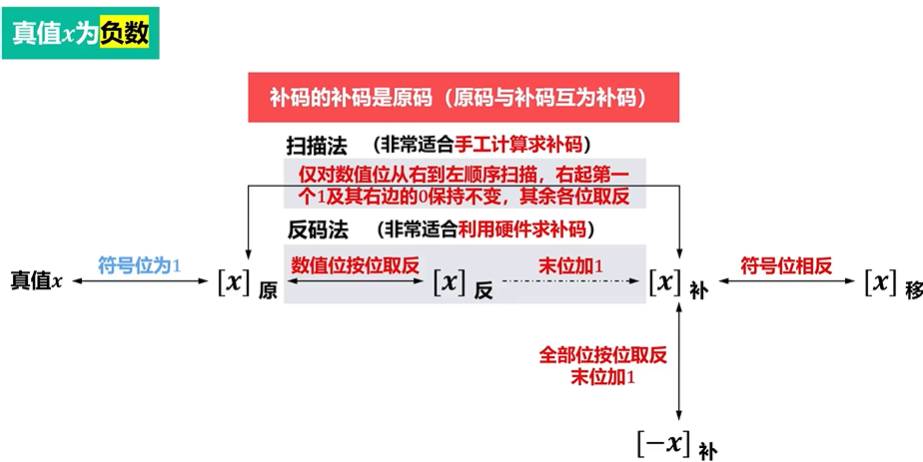 真值x为负数
补码的补码是原码（原码与补码互为补码）
扫描法 （非常适合手工计算求补码）
仅对数值位从右到左顺序扫描，右起第一
个1及其右边的0保持不变，其余各位取反
反码法 （非常适合利用硬件求补码）
真值x 符号位为1 [x]原 数值位按位取反 [x]反 末位加1 [x]补 符号位相反 [x]移
全部位按位取反
末位加1
[-x]补